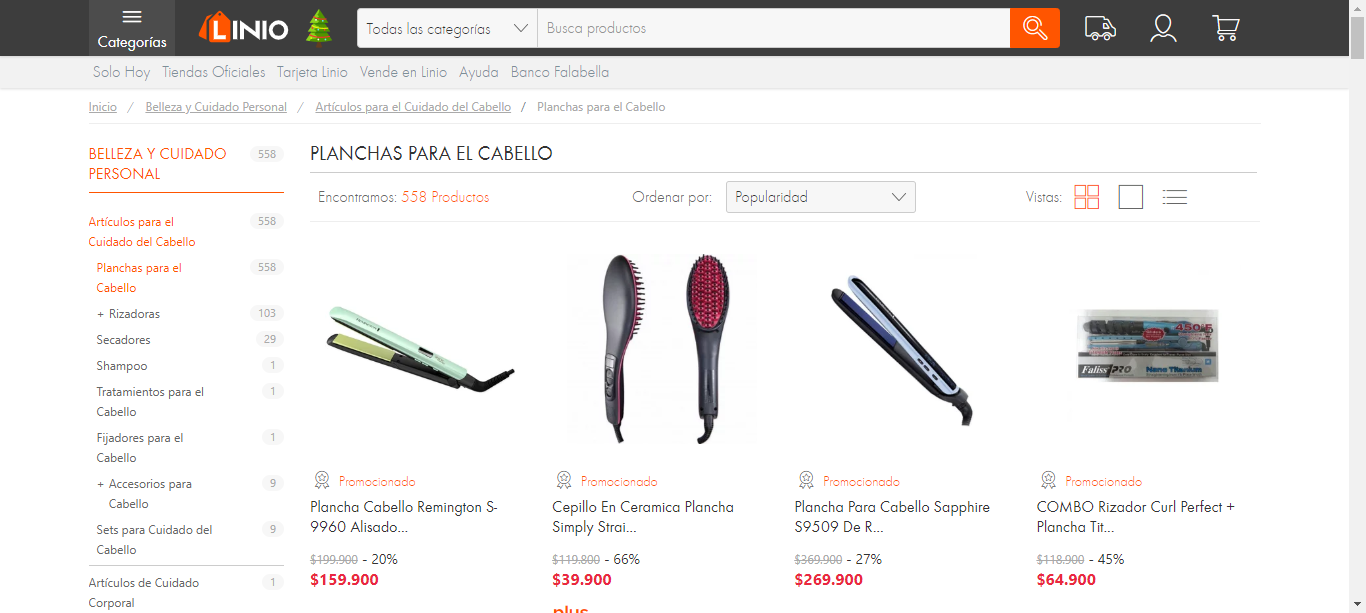 Categorías
LINIO
Todas las categorías
Busca productos
Solo Hoy Tiendas Oficiales Tarjeta Linio Vende en Linio Ayuda Banco Falabella
Inicio / Belleza y Cuidado Personal / Artículos para el Cuidado del Cabello / Planchas para el Cabello
BELLEZA Y CUIDADO PERSONAL 558
Artículos para el Cuidado del Cabello 558
Planchas para el Cabello 558
+ Rizadoras 103
Secadores 29
Shampoo 1
Tratamientos para el Cabello 1
Fijadores para el Cabello 1
+ Accesorios para Cabello 9
Sets para Cuidado del Cabello 9
Artículos de Cuidado Corporal 1
PLANCHAS PARA EL CABELLO
Encontramos: 558 Productos
Ordenar por: Popularidad
Vistas:
450°F
Faliss PRO
Nano Titanium
Promocionado
Plancha Cabello Remington S-
9960 Alisado...
$199.900 - 20%
$159.900
Promocionado
Cepillo En Ceramica Plancha
Simply Strai...
$119.800 - 66%
$39.900
plus
Promocionado
Plancha Para Cabello Sapphire
S9509 De R...
$369.900 - 27%
$269.900
Promocionado
COMBO Rizador Curl Perfect +
Plancha Tit...
$118.900 - 45%
$64.900